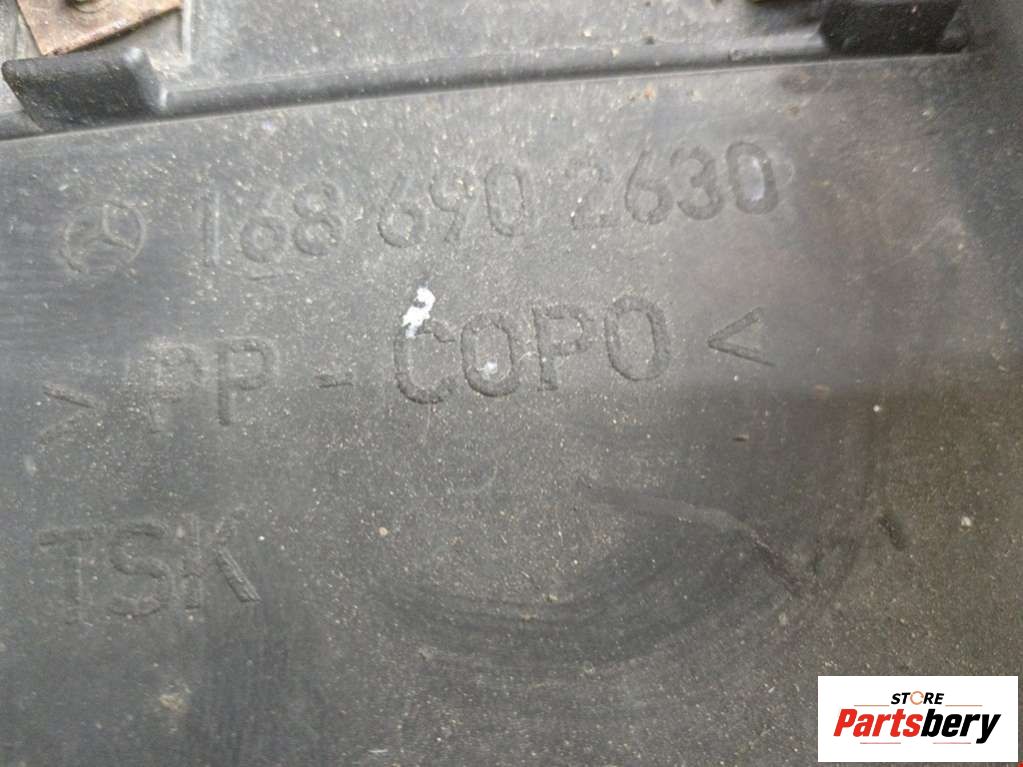 168 690 2630
> PP - COPO <
TSK
STORE
Partsbery